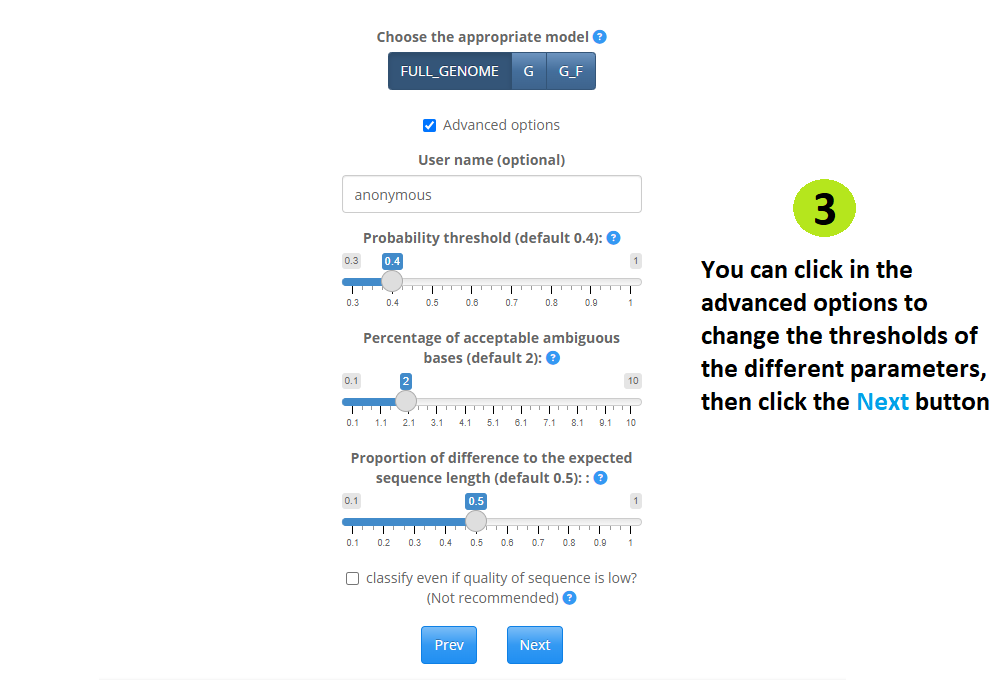 Choose the appropriate model ?
FULL_GENOME G G_F
Advanced options
User name (optional)
anonymous
Probability threshold (default 0.4): ?
0.3 0.4 1
0.3 0.4 0.5 0.6 0.7 0.8 0.9 1
Percentage of acceptable ambiguous
bases (default 2): ?
0.1 2 10
0.1 1.1 2.1 3.1 4.1 5.1 6.1 7.1 8.1 9.1 10
Proportion of difference to the expected
sequence length (default 0.5): : ?
0.1 0.5 1
0.1 0.2 0.3 0.4 0.5 0.6 0.7 0.8 0.9 1
classify even if quality of sequence is low?
(Not recommended) ?
Prev Next
3
You can click in the
advanced options to
change the thresholds of
the different parameters,
then click the Next button